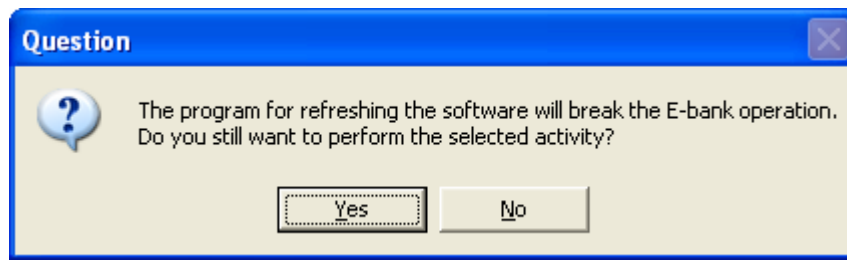 Question
The program for refreshing the software will break the E-bank operation.
Do you still want to perform the selected activity?
Yes No